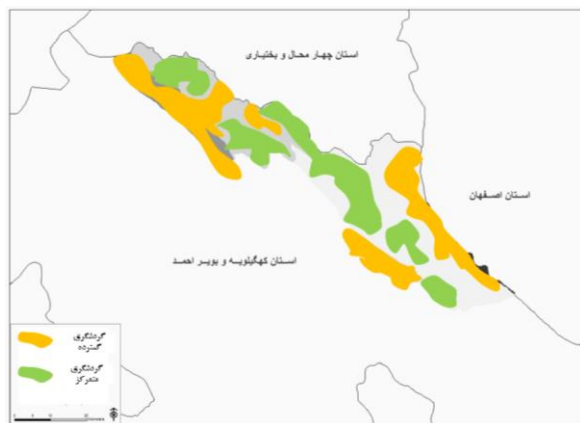 استان چهار محال و بختیاری
استان اصفهان
استان کهگیلویه و بویر احمد
گردشگری
گسترده
گردشگری
متمرکز